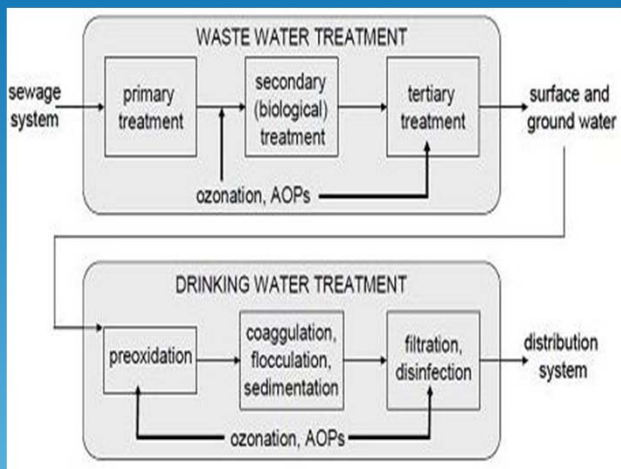 WASTE WATER TREATMENT
sewage
system
primary
treatment
secondary
(biological)
treatment
tertiary
treatment
surface and
ground water
ozonation, AOPs
DRINKING WATER TREATMENT
preoxidation
coaggulation,
flocculation,
sedimentation
filtration,
disinfection
distribution
system
ozonation, AOPs